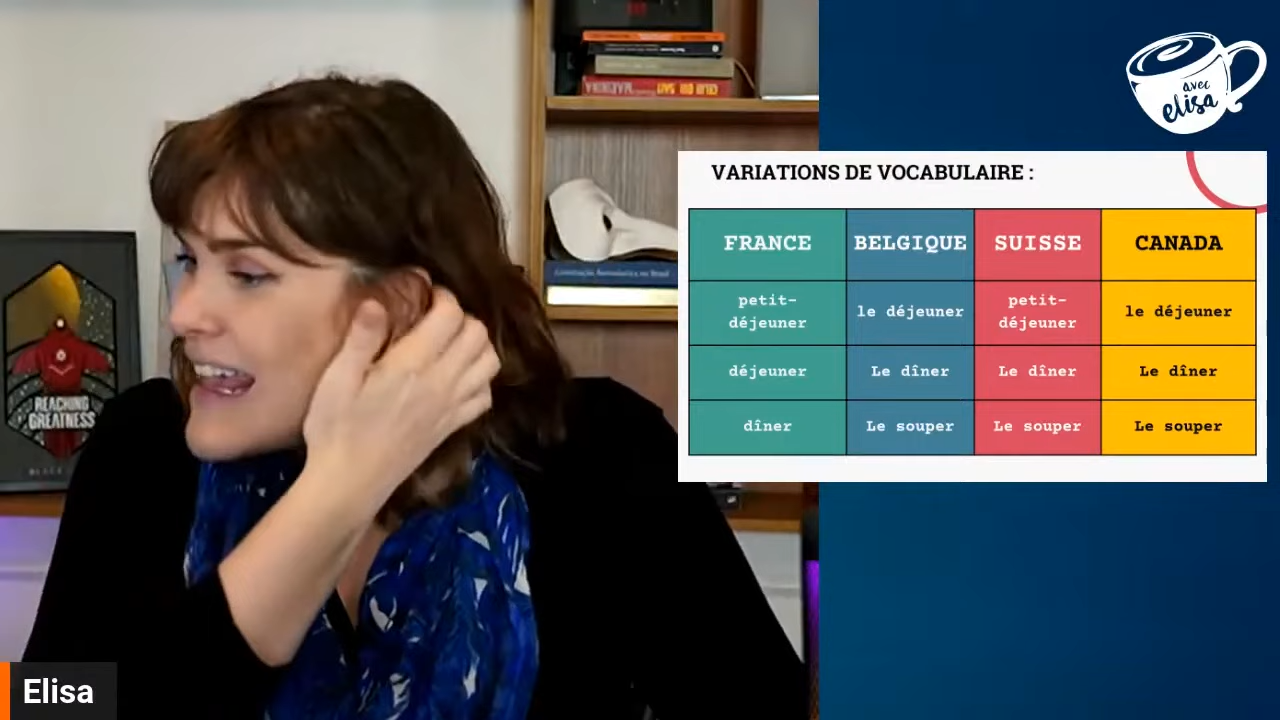 avec
elisa
VARIATIONS DE VOCABULAIRE :
FRANCE BELGIQUE SUISSE CANADA
petit-
déjeuner
le déjeuner
petit-
déjeuner
le déjeuner
déjeuner Le dîner Le dîner Le dîner
dîner Le souper Le souper Le souper
REACHING
GREATNESS
Elisa